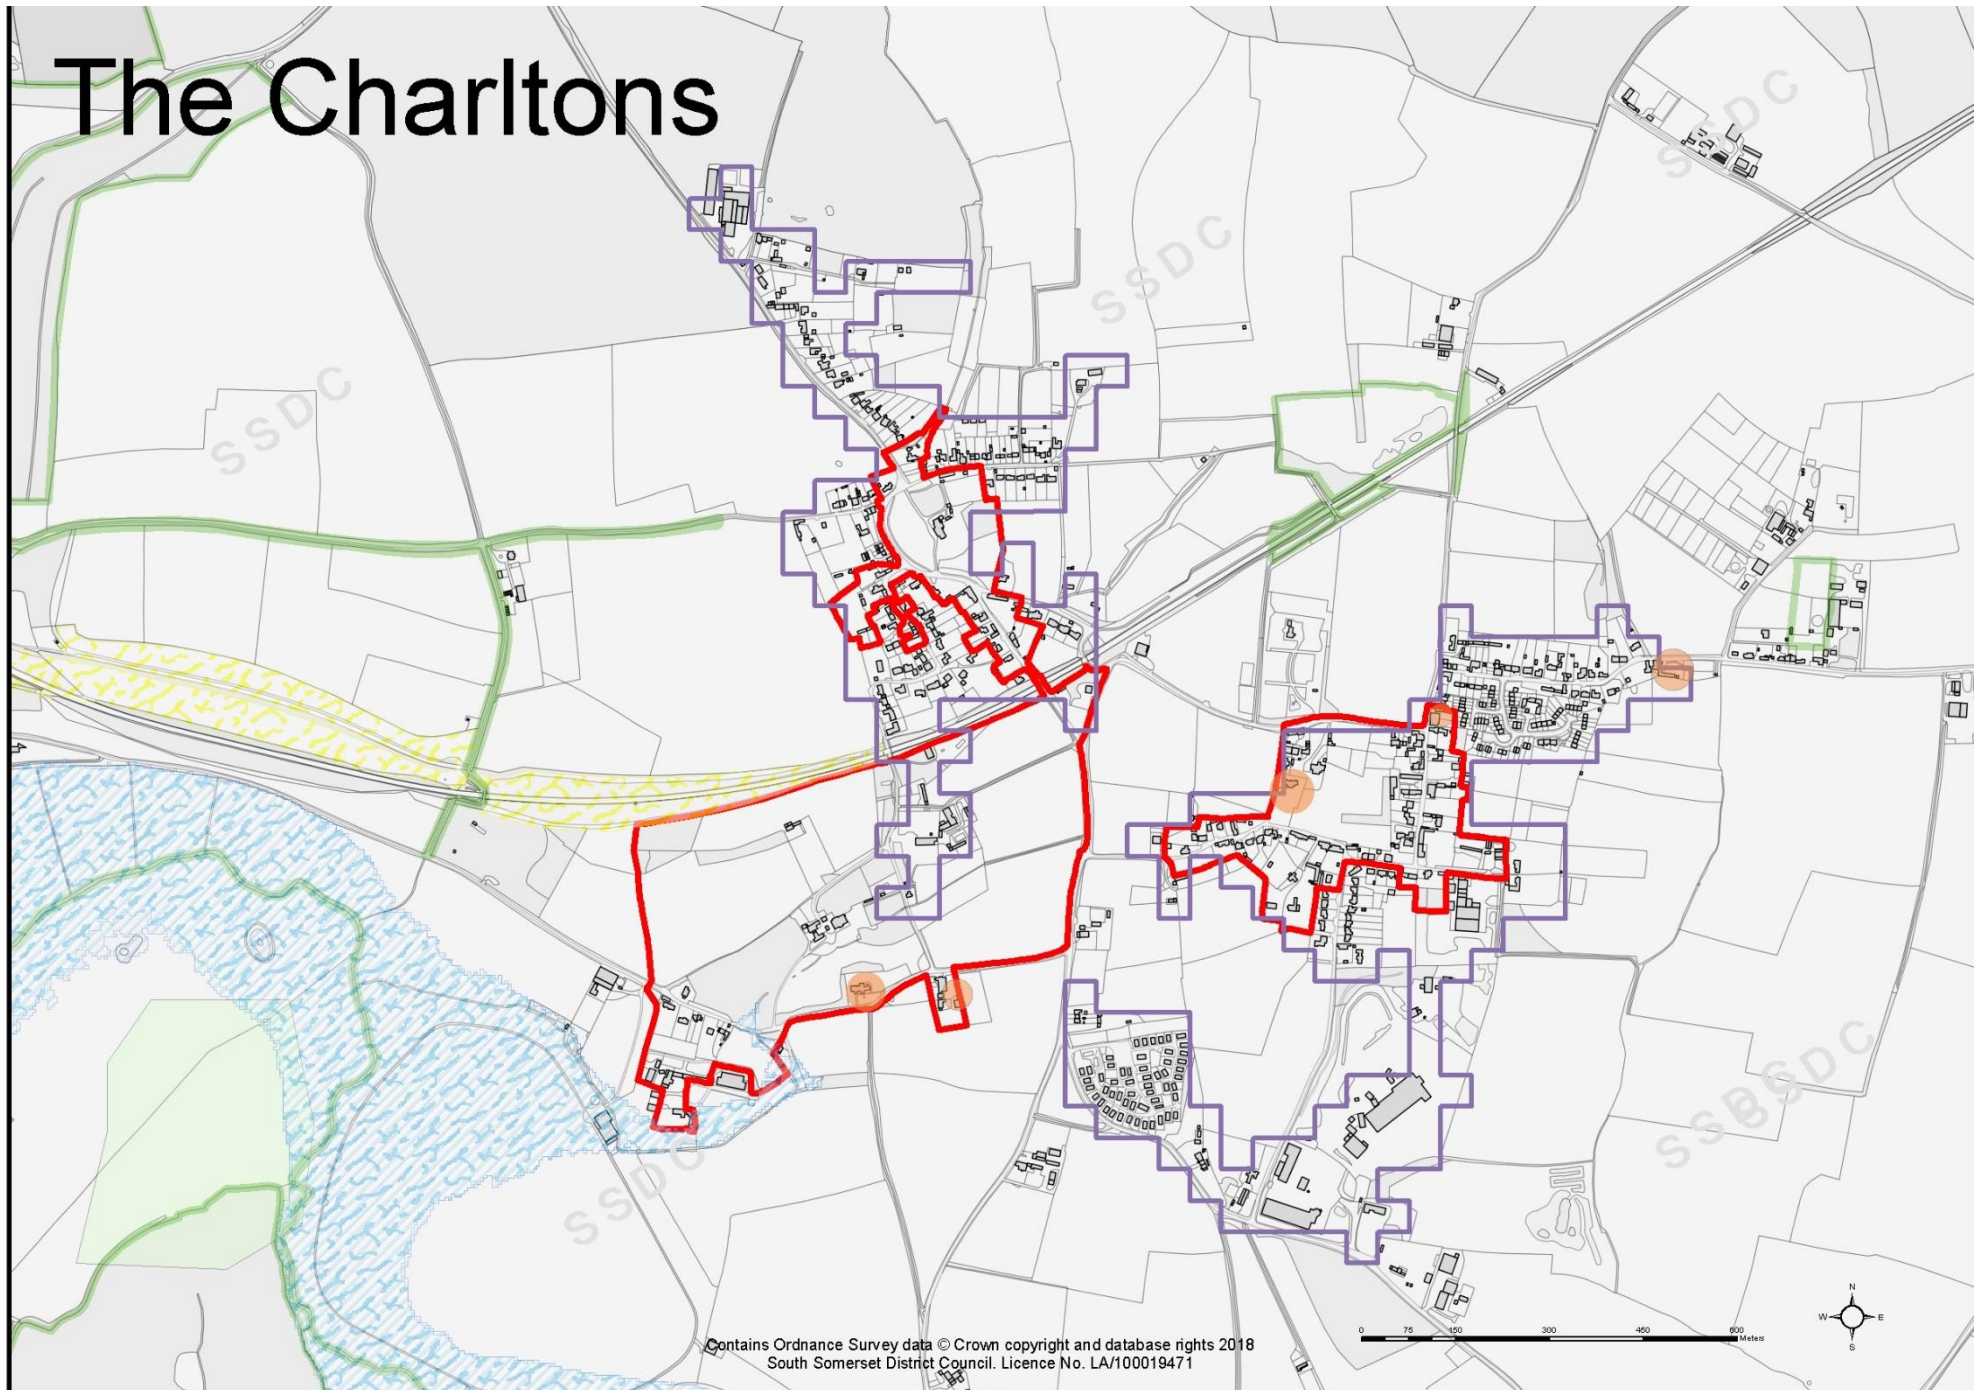 The Charltons
SSDC
SSDC
SSDC
SSDC
SSDC
SSDC
Contains Ordnance Survey data © Crown copyright and database rights 2018
South Somerset District Council. Licence No. LA/100019471
0 75 150 300 450 600
Meters
N
W E
S